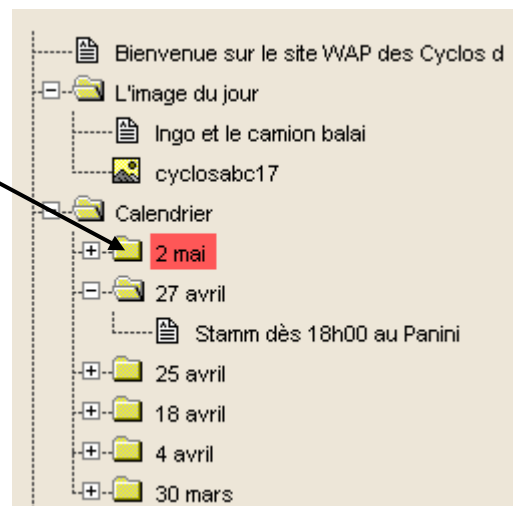 Bienvenue sur le site WAP des Cyclos d
L'image du jour
Ingo et le camion balai
cyclosabc17
Calendrier
2 mai
27 avril
Stamm dès 18h00 au Panini
25 avril
18 avril
4 avril
30 mars